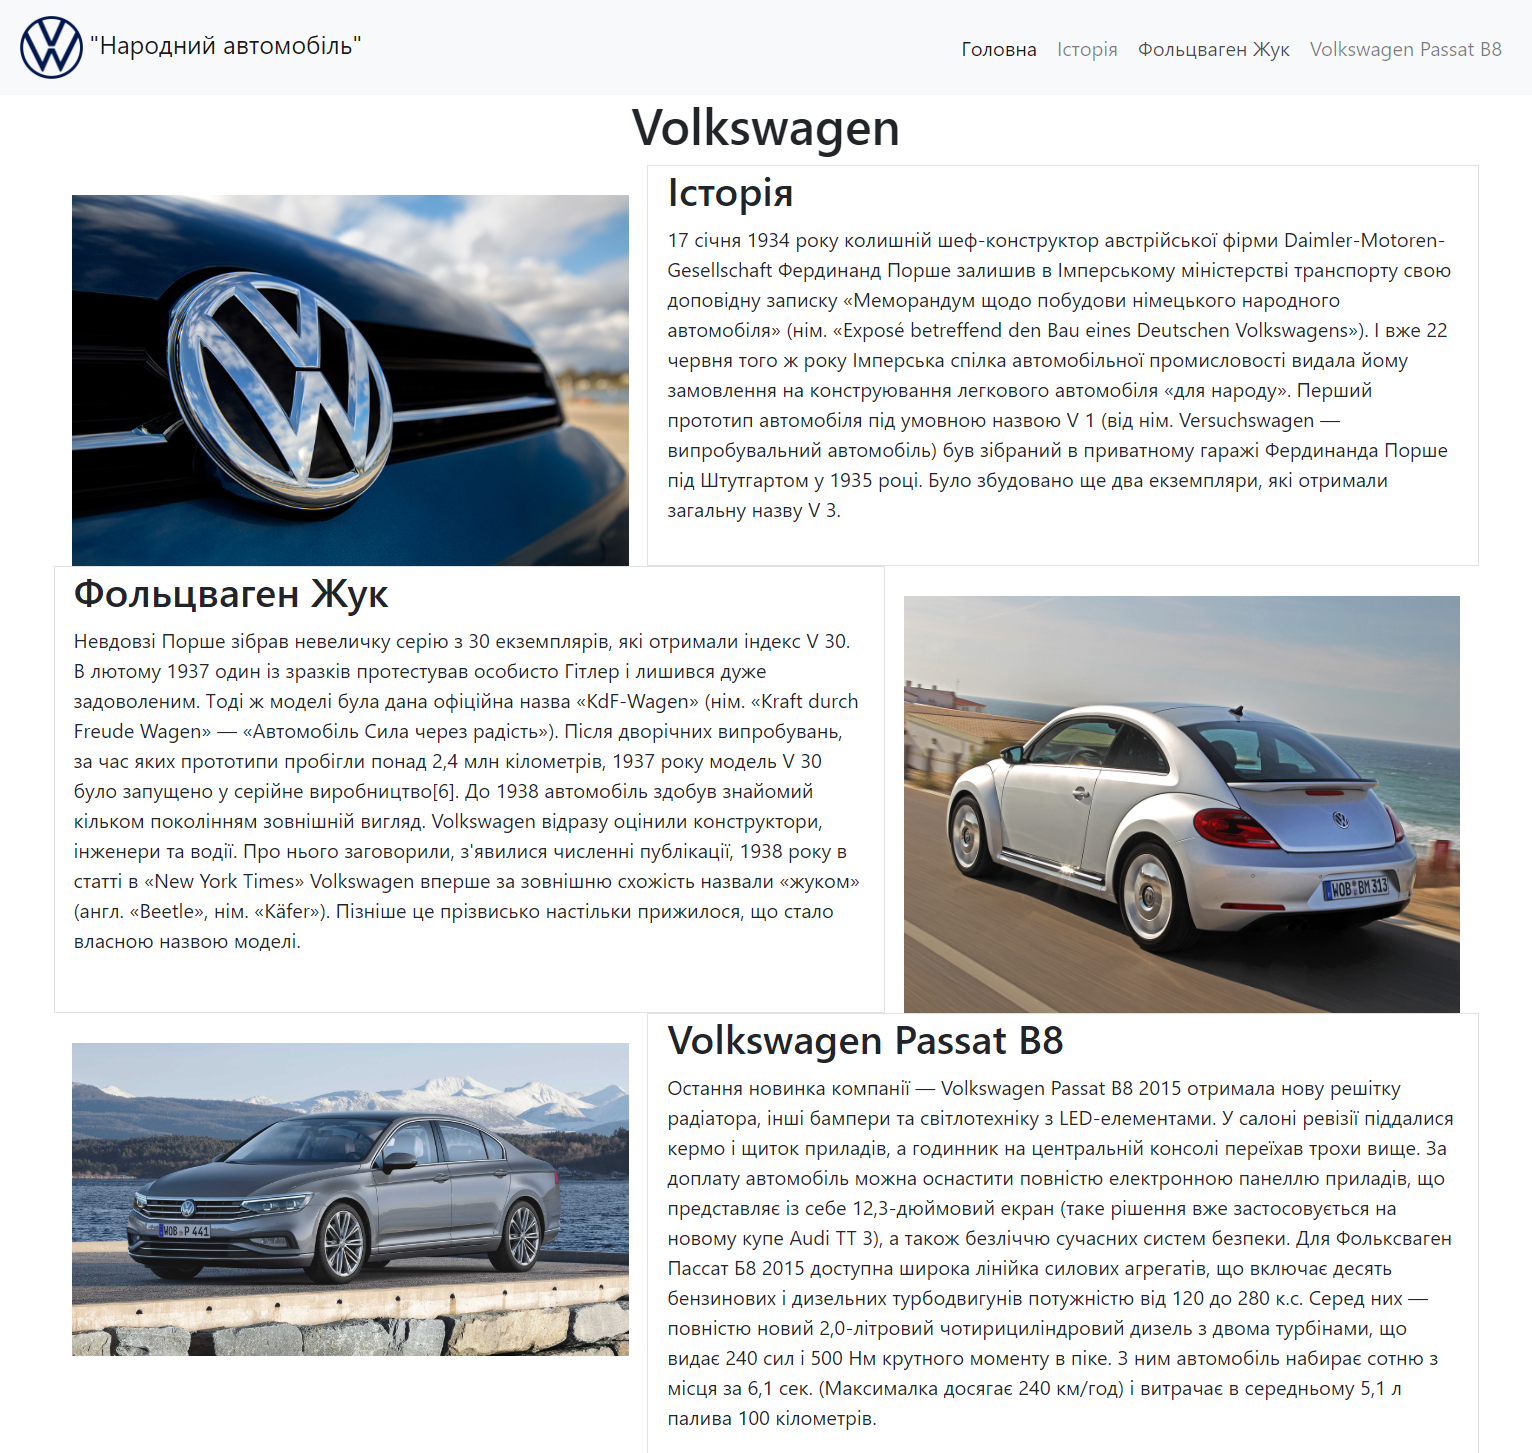 "Народний автомобіль"
Головна Історія Фольцваген Жук Volkswagen Passat B8
Volkswagen
Історія
17 січня 1934 року колишній шеф-конструктор австрійської фірми Daimler-Motoren-
Gesellschaft Фердинанд Порше залишив в Імперському міністерстві транспорту свою
доповідну записку «Меморандум щодо побудови німецького народного
автомобіля» (нім. «Exposé betreffend den Bau eines Deutschen Volkswagens»). І вже 22
червня того ж року Імперська спілка автомобільної промисловості видала йому
замовлення на конструювання легкового автомобіля «для народу». Перший
прототип автомобіля під умовною назвою V 1 (від нім. Versuchswagen —
випробувальний автомобіль) був зібраний в приватному гаражі Фердинанда Порше
під Штутгартом у 1935 році. Було збудовано ще два екземпляри, які отримали
загальну назву V 3.
Фольцваген Жук
Невдовзі Порше зібрав невеличку серію з 30 екземплярів, які отримали індекс V 30.
В лютому 1937 один із зразків протестував особисто Гітлер і лишився дуже
задоволеним. Тоді ж моделі була дана офіційна назва «KdF-Wagen» (нім. «Kraft durch
Freude Wagen» — «Автомобіль Сила через радість»). Після дворічних випробувань,
за час яких прототипи пробігли понад 2,4 млн кілометрів, 1937 року модель V 30
було запущено у серійне виробництво[6]. До 1938 автомобіль здобув знайомий
кільком поколінням зовнішній вигляд. Volkswagen відразу оцінили конструктори,
інженери та водії. Про нього заговорили, з'явилися численні публікації, 1938 року в
статті в «New York Times» Volkswagen вперше за зовнішню схожість назвали «жуком»
(англ. «Beetle», нім. «Käfer»). Пізніше це прізвисько настільки прижилося, що стало
власною назвою моделі.
WOB BM 313
Volkswagen Passat B8
Остання новинка компанії — Volkswagen Passat B8 2015 отримала нову решітку
радіатора, інші бампери та світлотехніку з LED-елементами. У салоні ревізії піддалися
кермо і щиток приладів, а годинник на центральній консолі переїхав трохи вище. За
доплату автомобіль можна оснастити повністю електронною панеллю приладів, що
представляє із себе 12,3-дюймовий екран (таке рішення вже застосовується на
новому купе Audi TT 3), а також безліччю сучасних систем безпеки. Для Фольксваген
Пассат Б8 2015 доступна широка лінійка силових агрегатів, що включає десять
бензинових і дизельних турбодвигунів потужністю від 120 до 280 к.с. Серед них —
повністю новий 2,0-літровий чотирициліндровий дизель з двома турбінами, що
видає 240 сил і 500 Нм крутного моменту в піке. З ним автомобіль набирає сотню з
місця за 6,1 сек. (Максималка досягає 240 км/год) і витрачає в середньому 5,1 л
палива 100 кілометрів.
WOB P 441